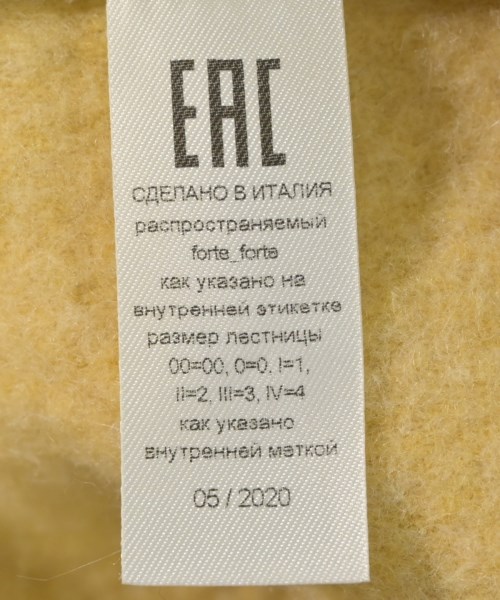 EAC
СДЕЛАНО В ИТАЛИЯ
распространяемый
forte_forte
как указано на
внутренней этикетке
размер лестницы
00=00, 0=0, I=1,
II=2, III=3, IV=4
как указано
внутренней меткой
05 / 2020